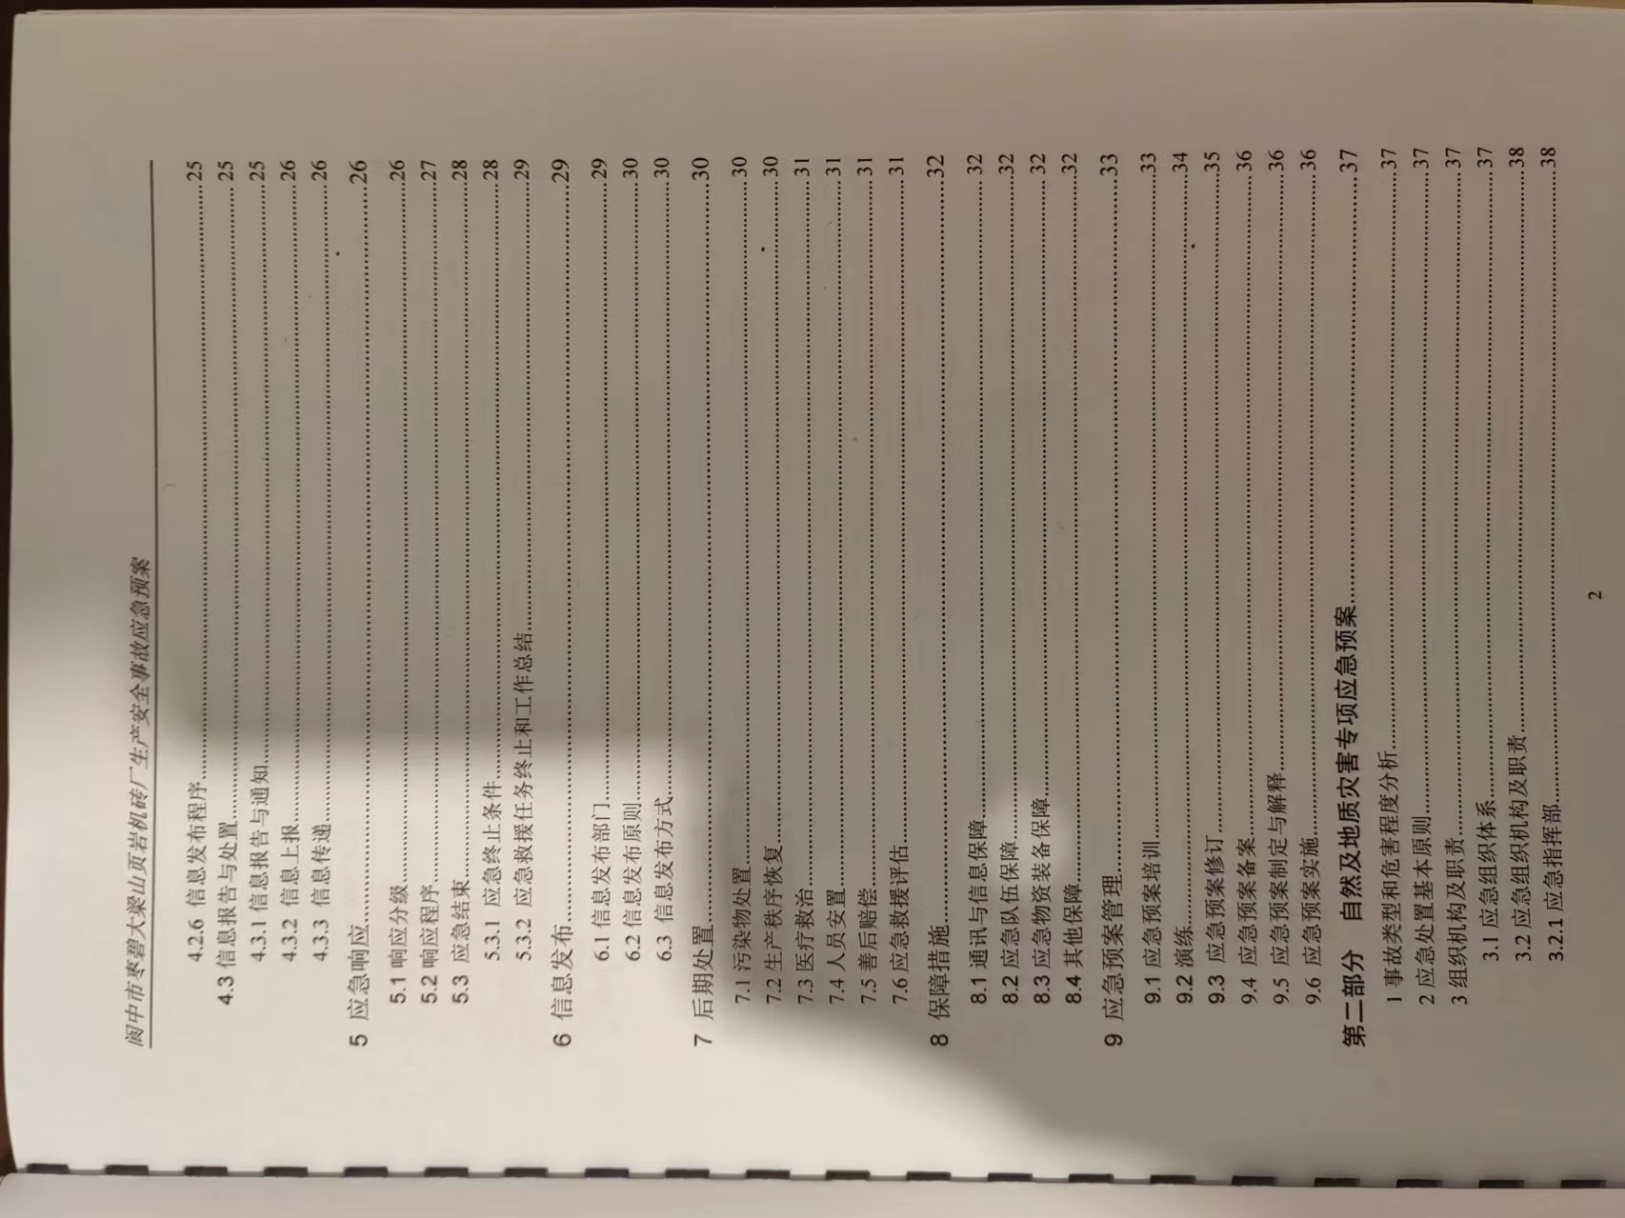 阆中市枣碧大梁山页岩机砖厂生产安全事故应急预案
4.2.6 信息发布程序........25
4.3 信息报告与处置........25
4.3.1 信息报告与通知........25
4.3.2 信息上报........26
4.3.3 信息传递........26
5 应急响应........26
5.1 响应分级........26
5.2 响应程序........27
5.3 应急结束........28
5.3.1 应急终止条件........28
5.3.2 应急救援任务终止和工作总结........29
6 信息发布........29
6.1 信息发布部门........29
6.2 信息发布原则........30
6.3 信息发布方式........30
7 后期处置........30
7.1 污染物处置........30
7.2 生产秩序恢复........30
7.3 医疗救治........31
7.4 人员安置........31
7.5 善后赔偿........31
7.6 应急救援评估........31
8 保障措施........32
8.1 通讯与信息保障........32
8.2 应急队伍保障........32
8.3 应急物资装备保障........32
8.4 其他保障........32
9 应急预案管理........33
9.1 应急预案培训........33
9.2 演练........34
9.3 应急预案修订........35
9.4 应急预案备案........36
9.5 应急预案制定与解释........36
9.6 应急预案实施........36
第二部分 自然及地质灾害专项应急预案........37
1 事故类型和危害程度分析........37
2 应急处置基本原则........37
3 组织机构及职责........37
3.1 应急组织体系........37
3.2 应急组织机构及职责........38
3.2.1 应急指挥部........38
2